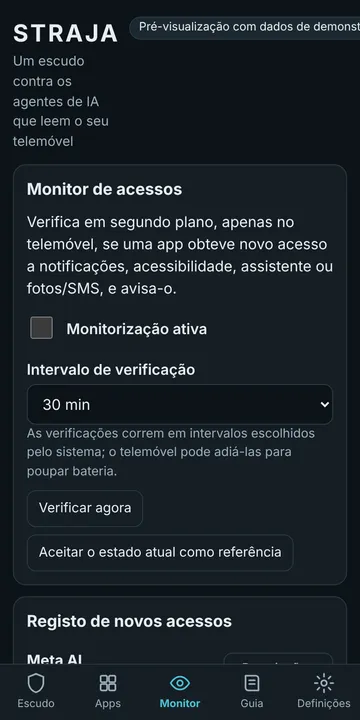 STRAJA
Pré-visualização com dados de demonst
Um escudo
contra os
agentes de IA
que leem o seu
telemóvel
Monitor de acessos
Verifica em segundo plano, apenas no
telemóvel, se uma app obteve novo acesso
a notificações, acessibilidade, assistente ou
fotos/SMS, e avisa-o.
Monitorização ativa
Intervalo de verificação
30 min
As verificações correm em intervalos escolhidos
pelo sistema; o telemóvel pode adiá-las para
poupar bateria.
Verificar agora
Aceitar o estado atual como referência
Registo de novos acessos
Meta AI
Escudo
Apps
Monitor
Guia
Definições